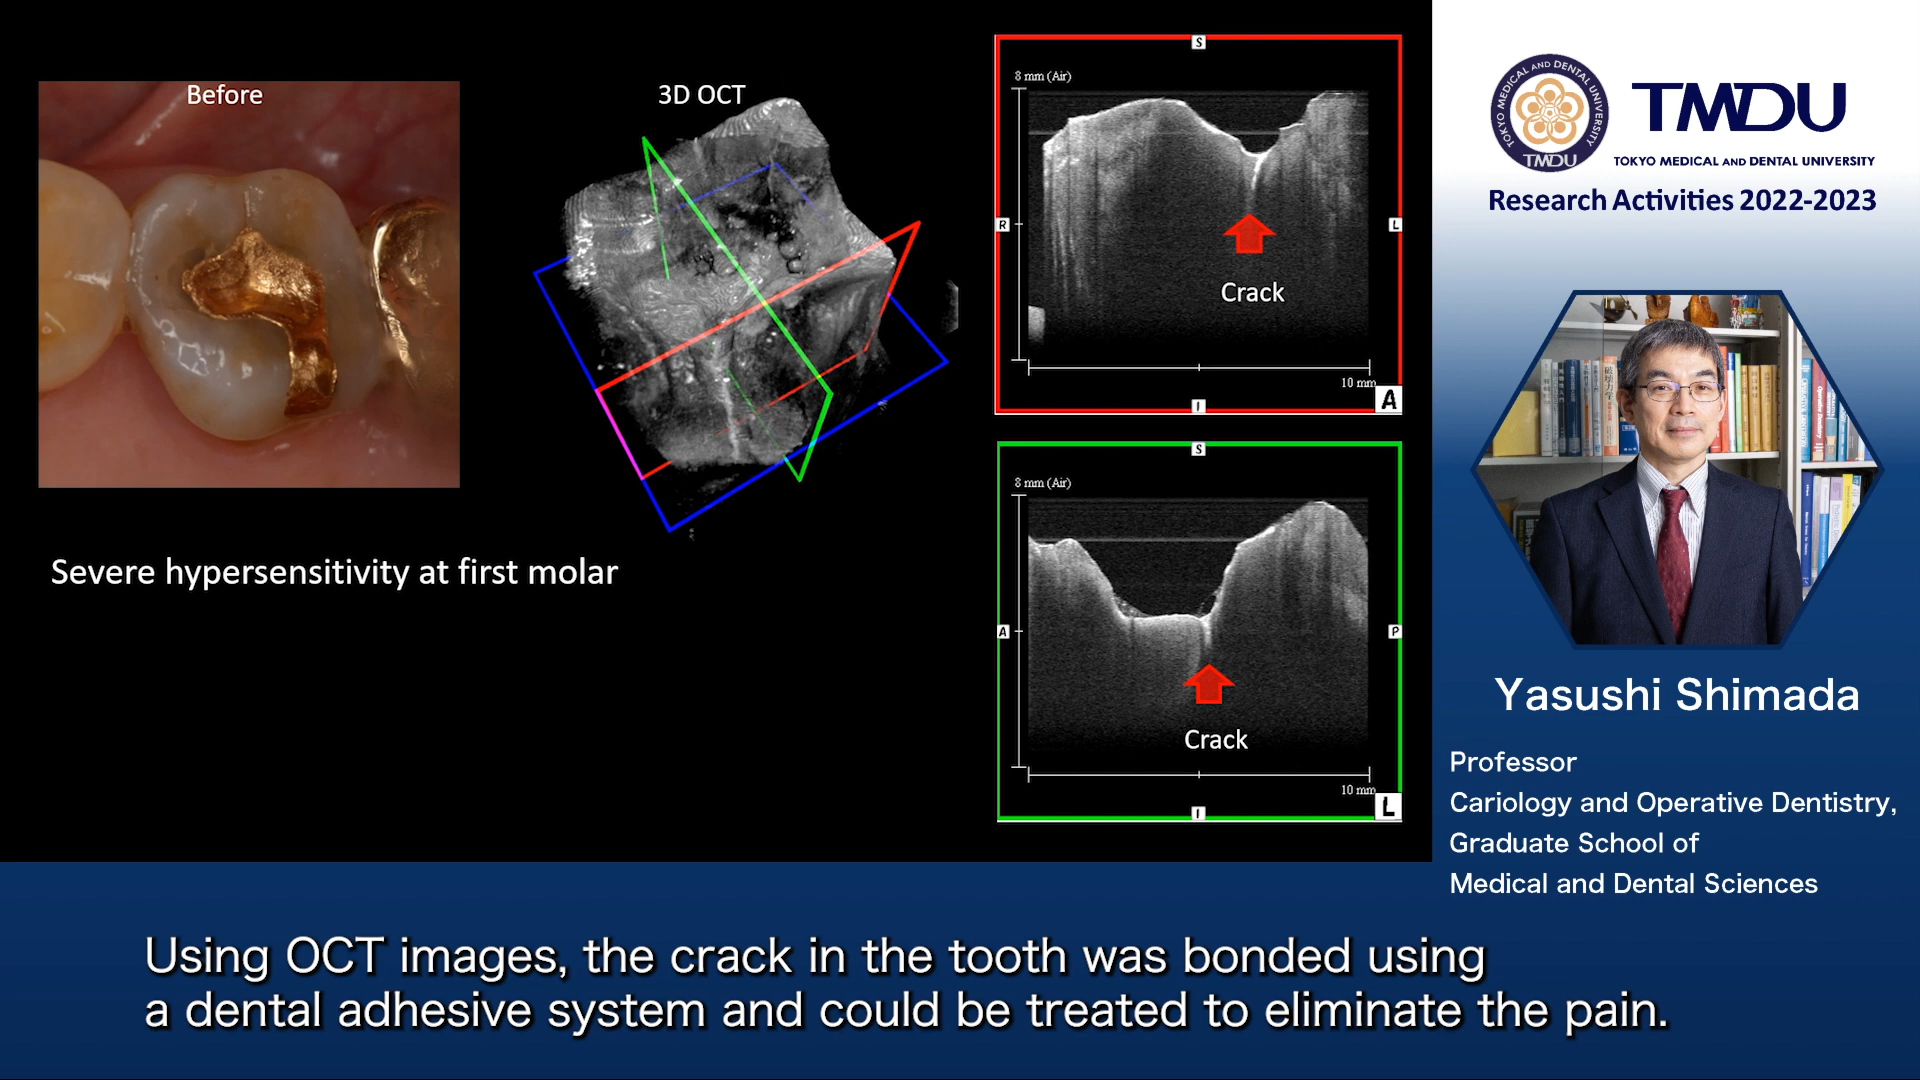 Before
3D OCT
Severe hypersensitivity at first molar
S
8 mm (Air)
R
L
Crack
10 mm
I
A
S
8 mm (Air)
A
P
Crack
10 mm
I
L
TOKYO MEDICAL AND DENTAL UNIVERSITY
TMDU
TMDU
TOKYO MEDICAL AND DENTAL UNIVERSITY
Research Activities 2022-2023
Yasushi Shimada
Professor
Cariology and Operative Dentistry,
Graduate School of
Medical and Dental Sciences
Using OCT images, the crack in the tooth was bonded using
a dental adhesive system and could be treated to eliminate the pain.